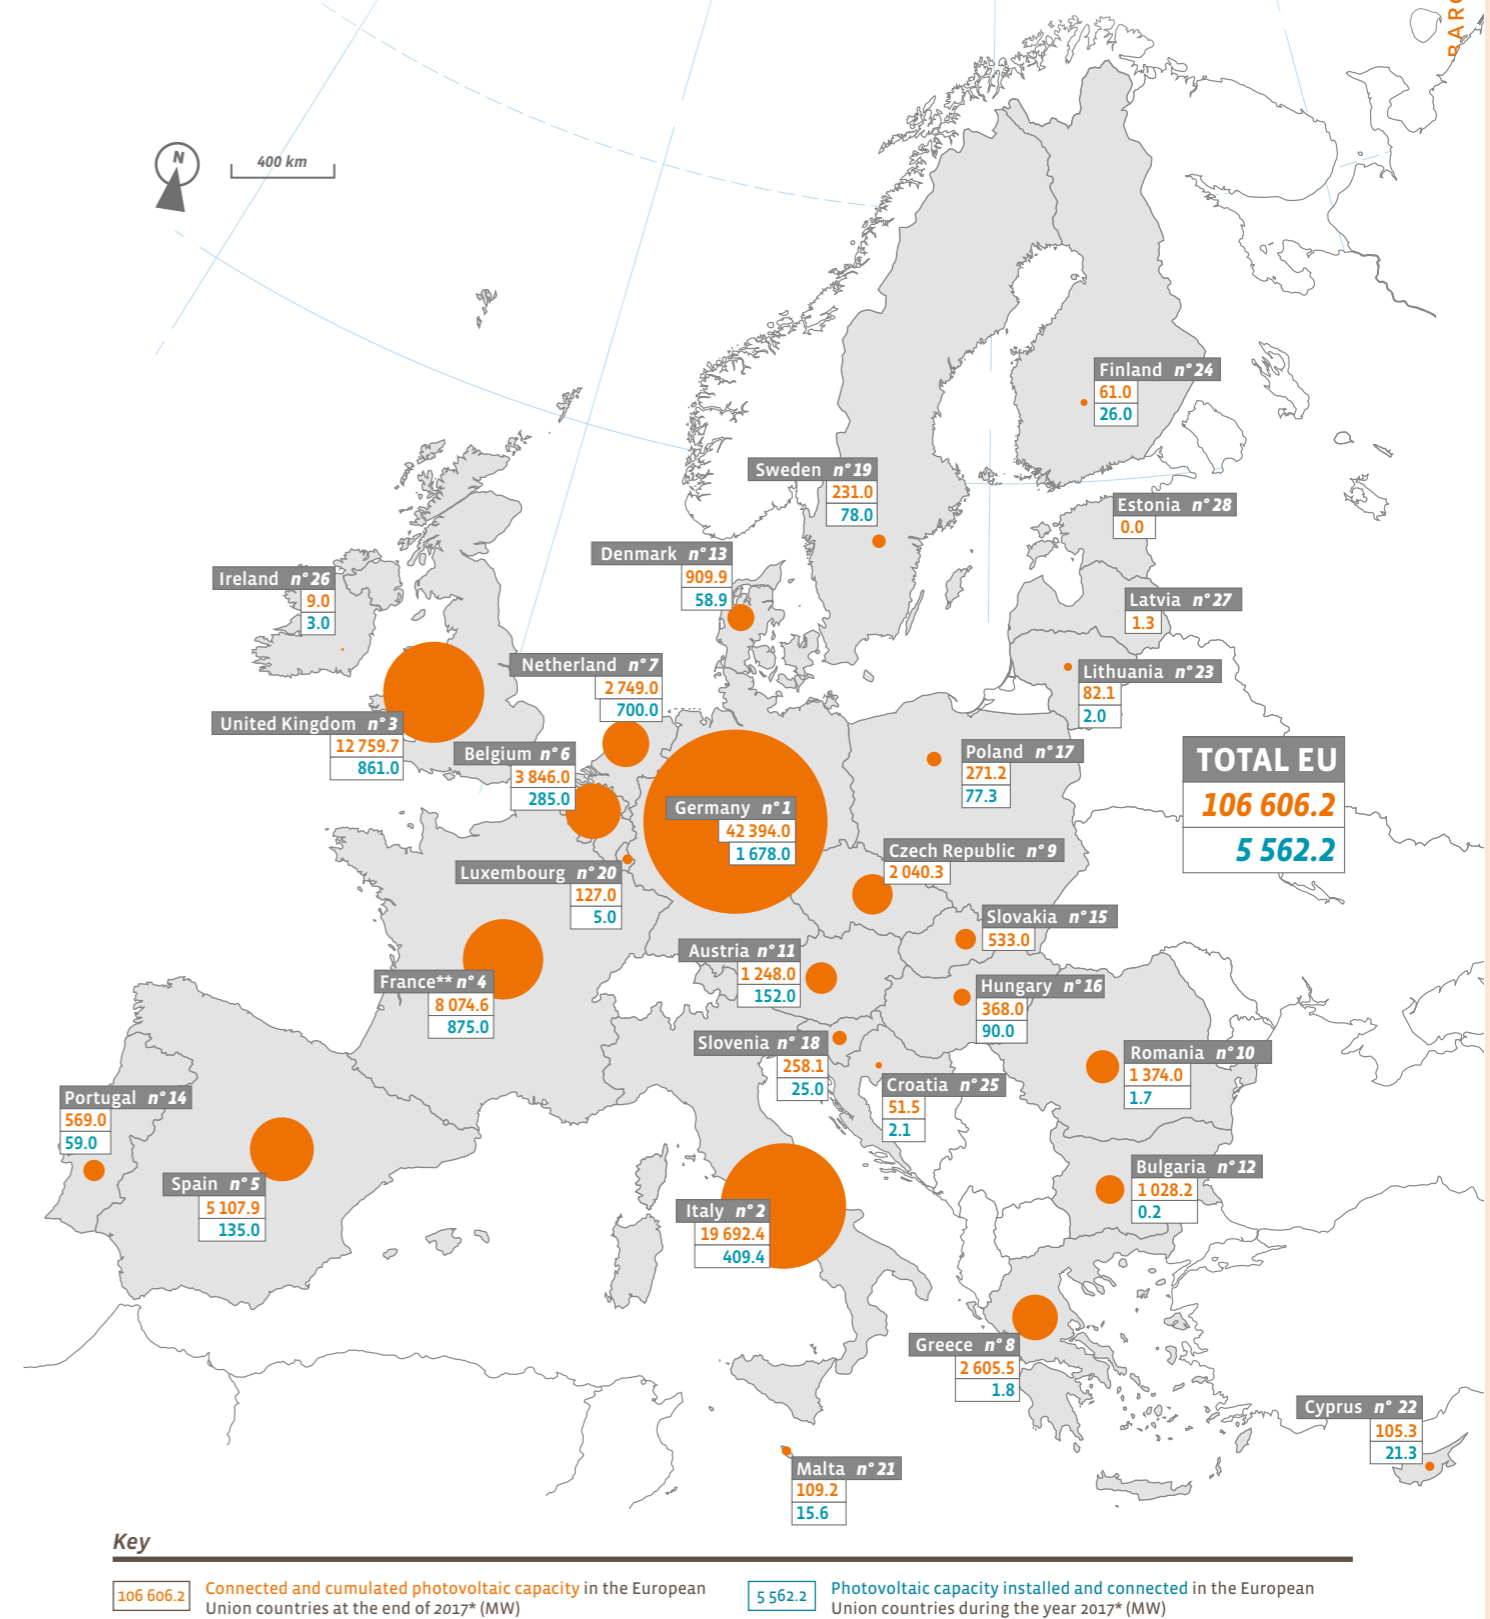 BARO
N
400 km
Finland n° 24
61.0
26.0
Sweden n° 19
231.0
78.0
Estonia n° 28
0.0
Denmark n° 13
909.9
58.9
Ireland n° 26
9.0
3.0
Latvia n° 27
1.3
Netherland n° 7
2 749.0
700.0
Lithuania n° 23
82.1
2.0
United Kingdom n° 3
12 759.7
861.0
Belgium n° 6
3 846.0
285.0
Poland n° 17
271.2
77.3
TOTAL EU
106 606.2
5 562.2
Germany n° 1
42 394.0
1 678.0
Czech Republic n° 9
2 040.3
Luxembourg n° 20
127.0
5.0
Slovakia n° 15
533.0
Austria n° 11
1 248.0
152.0
France** n° 4
8 074.6
875.0
Hungary n° 16
368.0
90.0
Slovenia n° 18
258.1
25.0
Romania n° 10
1 374.0
1.7
Croatia n° 25
51.5
2.1
Portugal n° 14
569.0
59.0
Spain n° 5
5 107.9
135.0
Bulgaria n° 12
1 028.2
0.2
Italy n° 2
19 692.4
409.4
Greece n° 8
2 605.5
1.8
Cyprus n° 22
105.3
21.3
Malta n° 21
109.2
15.6
Key
106 606.2
Connected and cumulated photovoltaic capacity in the European
Union countries at the end of 2017* (MW)
5 562.2
Photovoltaic capacity installed and connected in the European
Union countries during the year 2017* (MW)